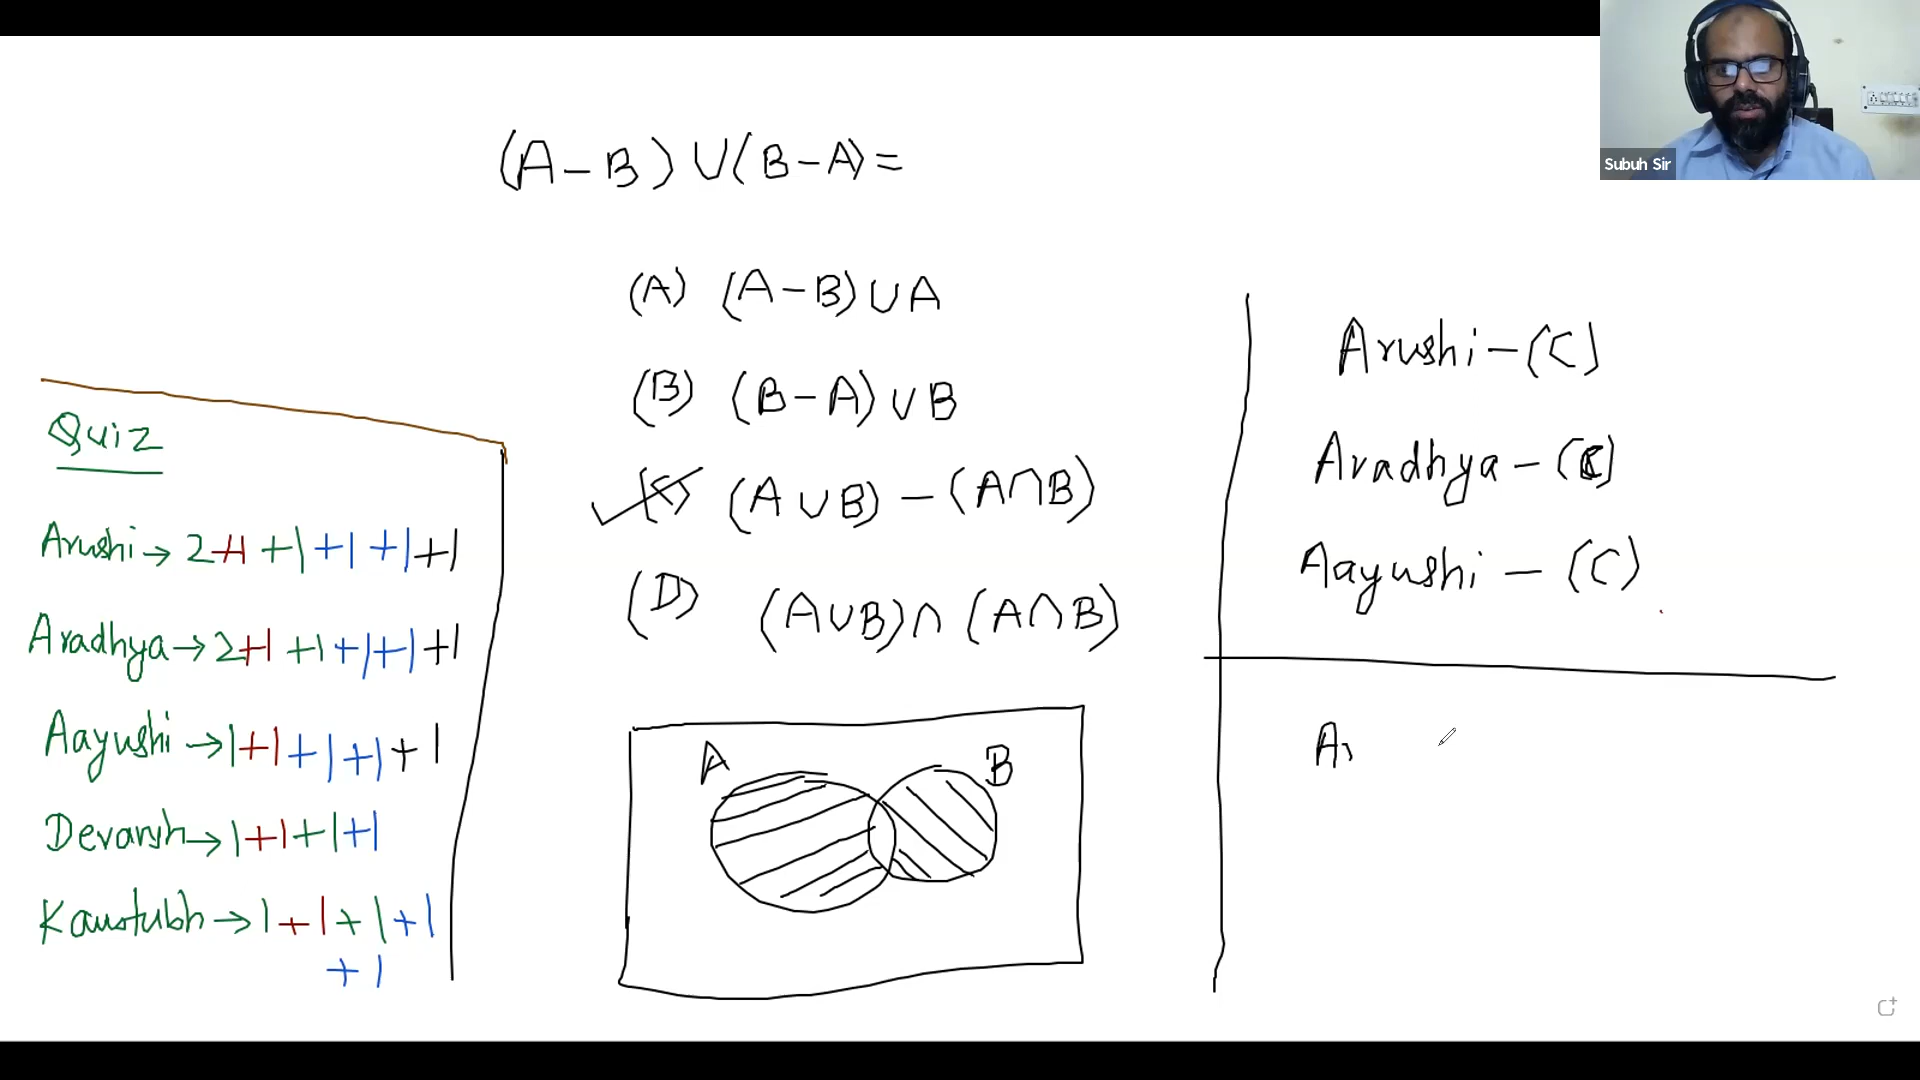 (A-B) ∪ (B-A) =
(A) (A-B) ∪ A
(B) (B-A) ∪ B
(C) (A∪B) - (A∩B)
(D) (A∪B) ∩ (A∩B)
A B
Quiz
Arushi → 2+1+1+1+1+1
Aradhya → 2+1+1+1+1+1
Aayushi → 1+1+1+1+1
Devarsh → 1+1+1+1
Kaustubh → 1+1+1+1
+1
Arushi - (C)
Aradhya - (C)
Aayushi - (C)
Subuh Sir